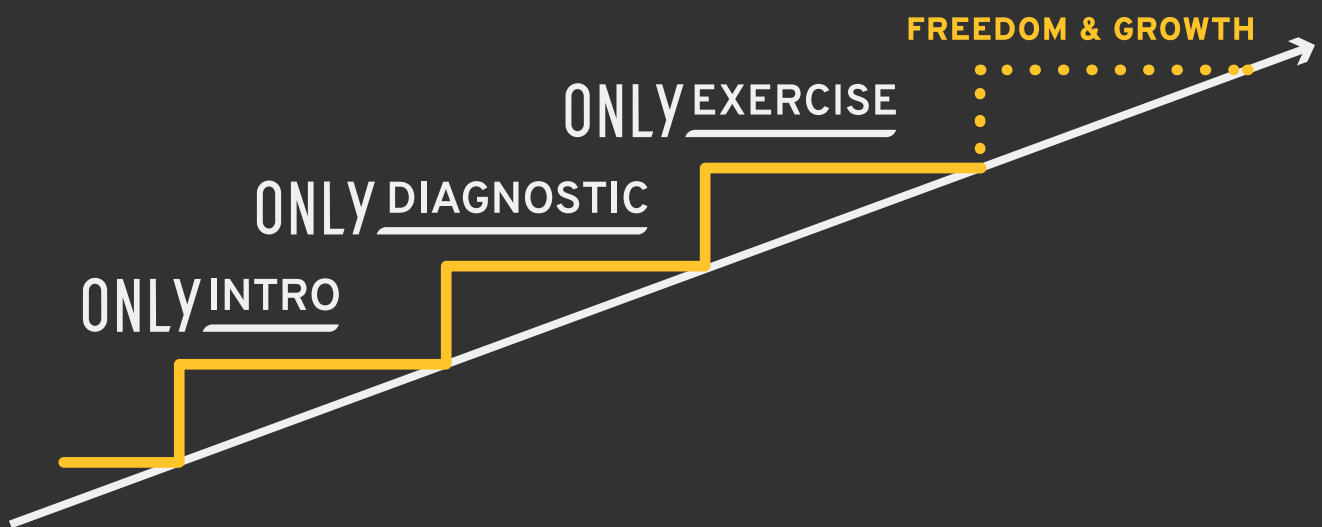 FREEDOM & GROWTH
ONLY EXERCISE
ONLY DIAGNOSTIC
ONLY INTRO